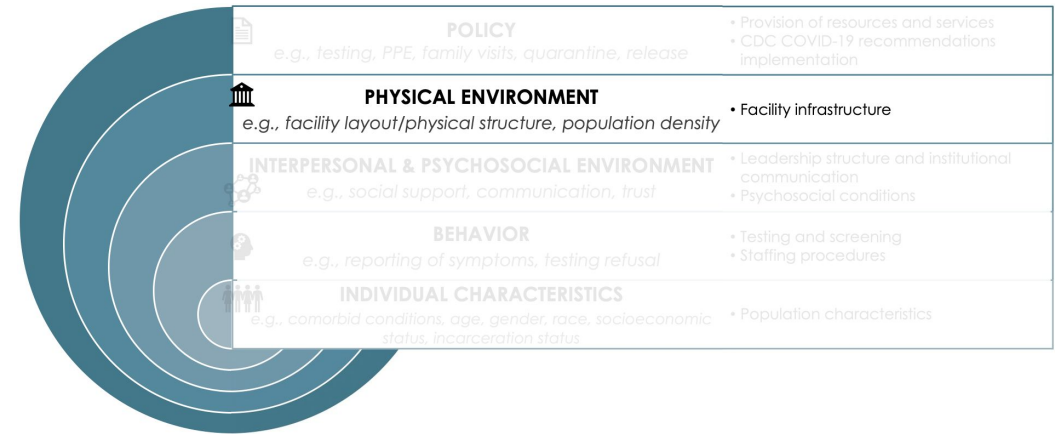 POLICY
e.g., testing, PPE, family visits, quarantine, release
• Provision of resources and services
• CDC COVID-19 recommendations
implementation
PHYSICAL ENVIRONMENT
e.g., facility layout/physical structure, population density
• Facility infrastructure
INTERPERSONAL & PSYCHOSOCIAL ENVIRONMENT
e.g., social support, communication, trust
• Leadership structure and institutional
communication
• Psychosocial conditions
BEHAVIOR
e.g., reporting of symptoms, testing refusal
• Testing and screening
• Staffing procedures
INDIVIDUAL CHARACTERISTICS
e.g., comorbid conditions, age, gender, race, socioeconomic
status, incarceration status
• Population characteristics